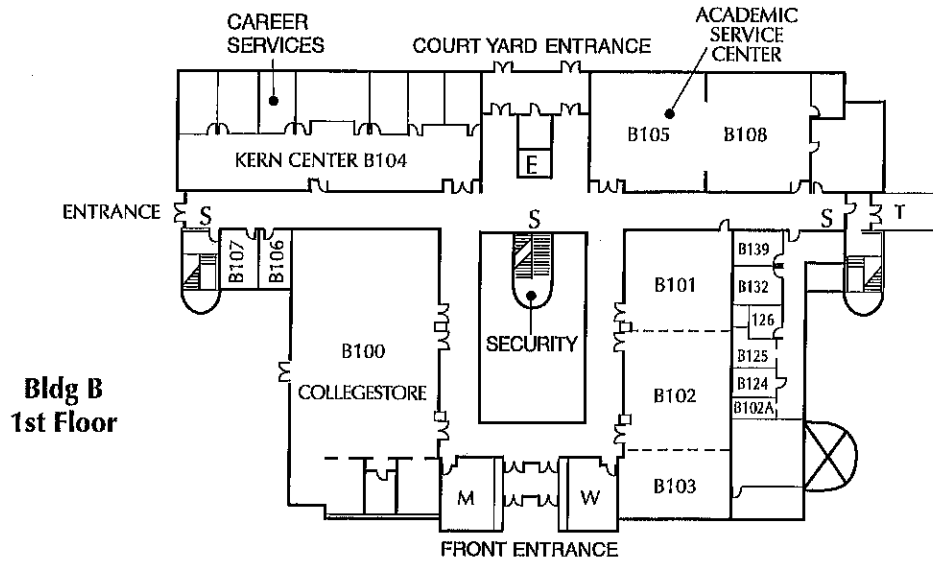 CAREER
SERVICES
ACADEMIC
SERVICE
CENTER
COURT YARD ENTRANCE
B105
B108
KERN CENTER B104
E
ENTRANCE
S
S
S
T
B107
B106
B139
B132
B101
126
SECURITY
B100
COLLEGESTORE
B125
B124
B102
B102A
Bldg B
1st Floor
B103
M
W
FRONT ENTRANCE